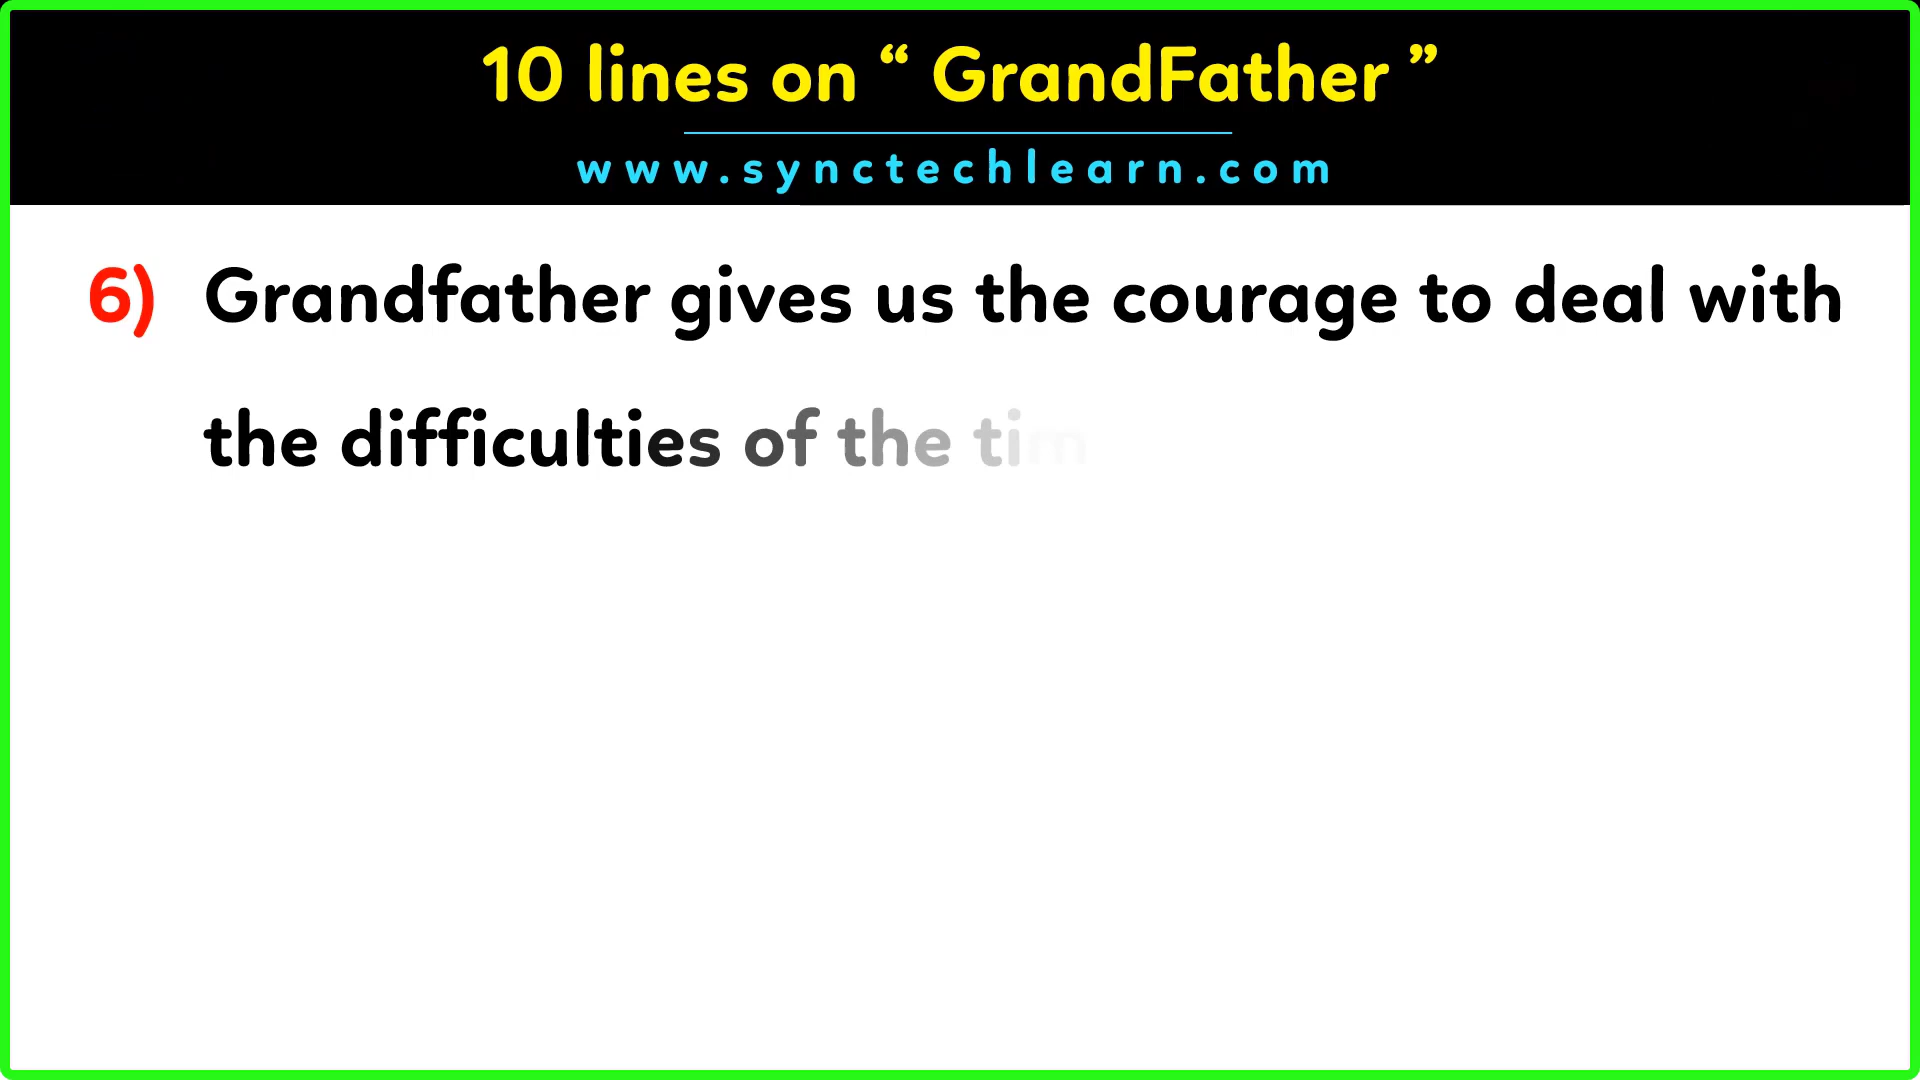 10 lines on “ GrandFather ”
www.synctechlearn.com
6) Grandfather gives us the courage to deal with
the difficulties of the tim